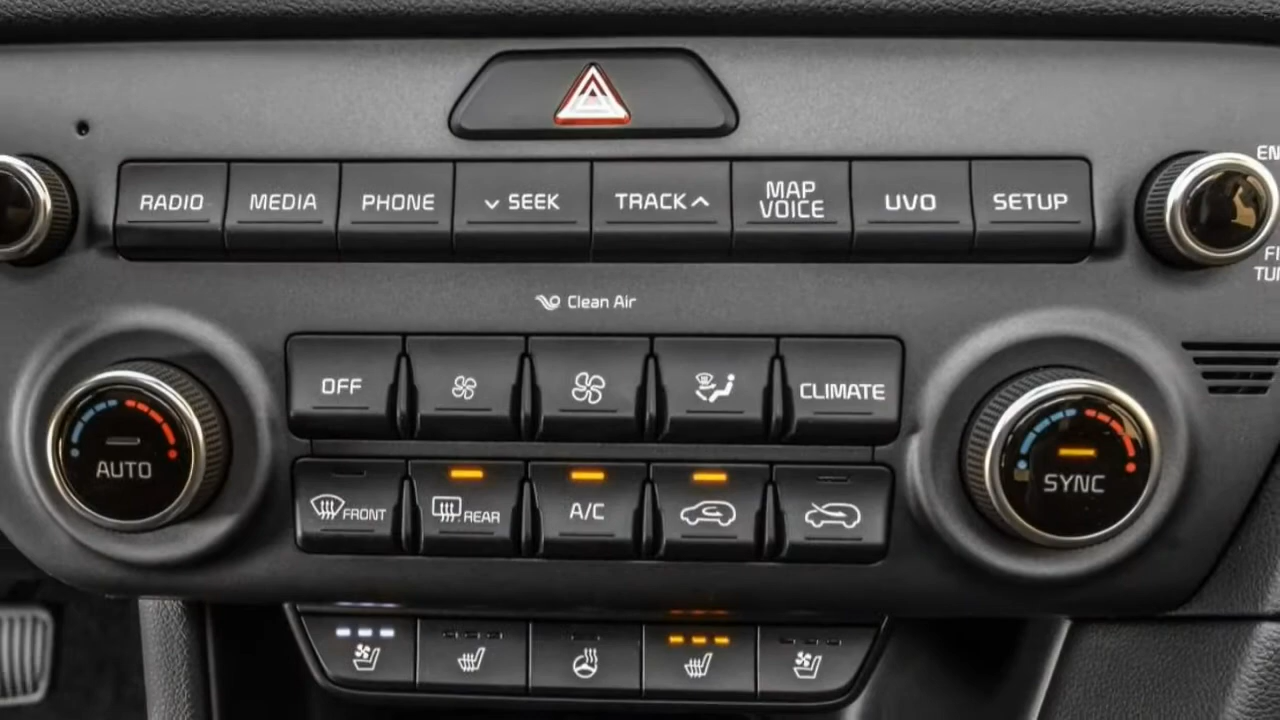 RADIO
MEDIA
PHONE
SEEK
TRACK
MAP
VOICE
UVO
SETUP
Clean Air
OFF
CLIMATE
AUTO
SYNC
FRONT
REAR
A/C